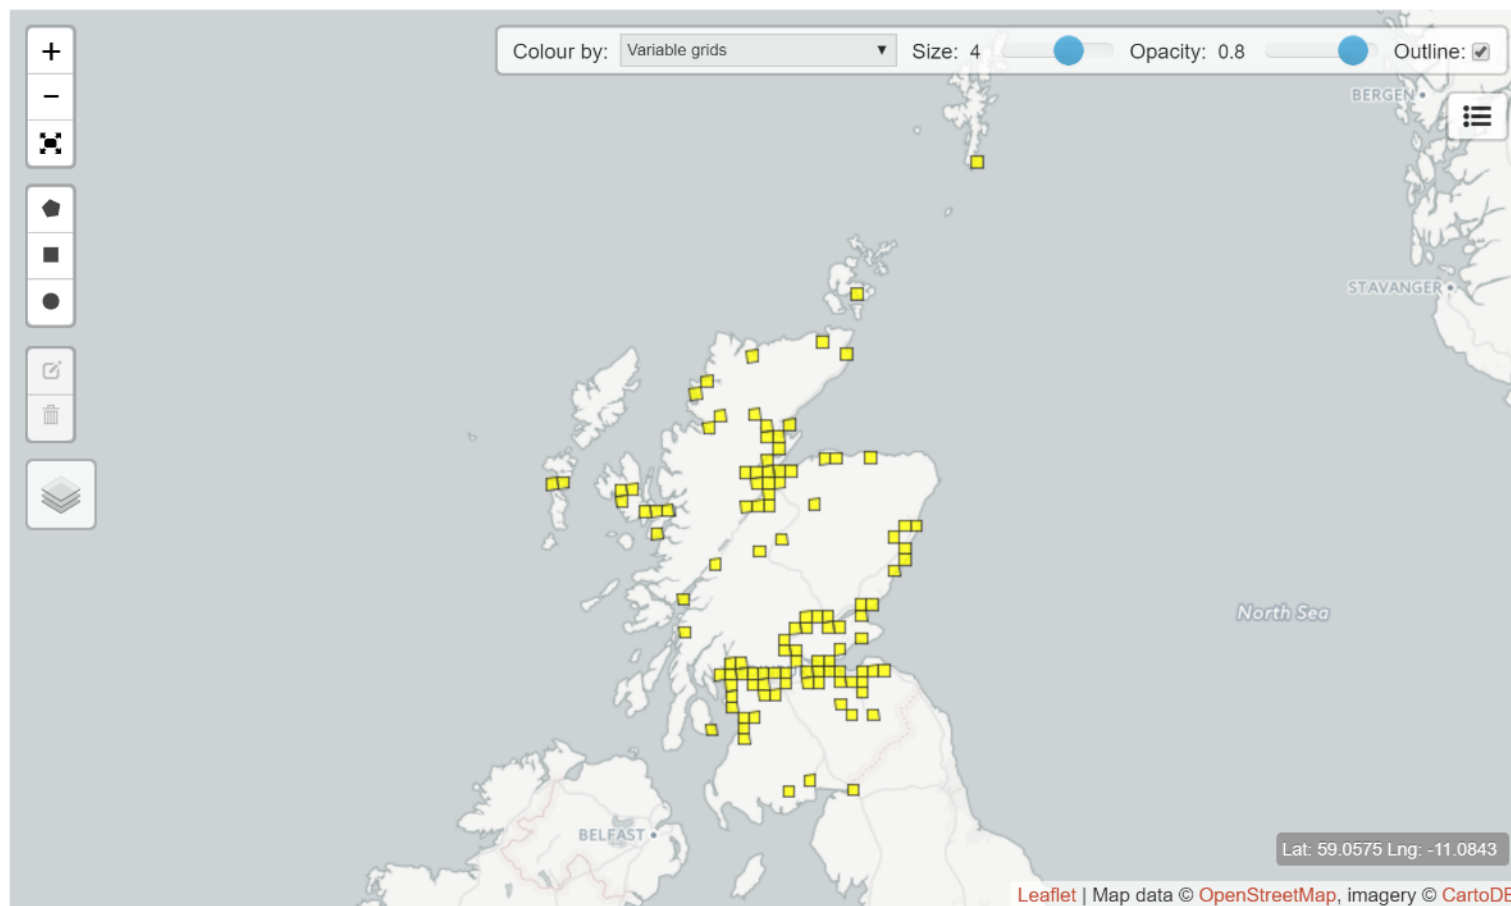 Colour by: Variable grids Size: 4 Opacity: 0.8 Outline:
BERGEN
STAVANGER
North Sea
BELFAST
Lat: 59.0575 Lng: -11.0843
Leaflet | Map data © OpenStreetMap, imagery © CartoDB